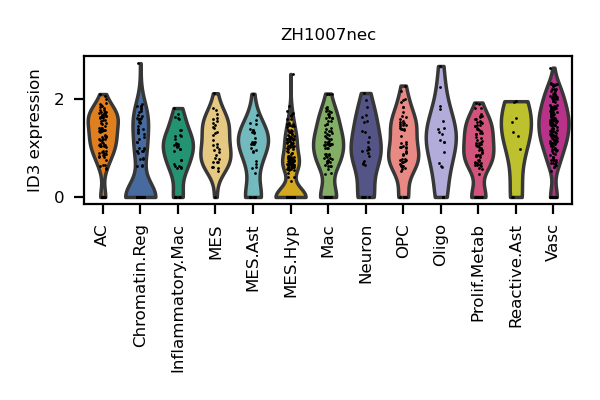 ZH1007nec
ID3 expression
2
0
AC
Chromatin.Reg
Inflammatory.Mac
MES
MES.Ast
MES.Hyp
Mac
Neuron
OPC
Oligo
Prolif.Metab
Reactive.Ast
Vasc